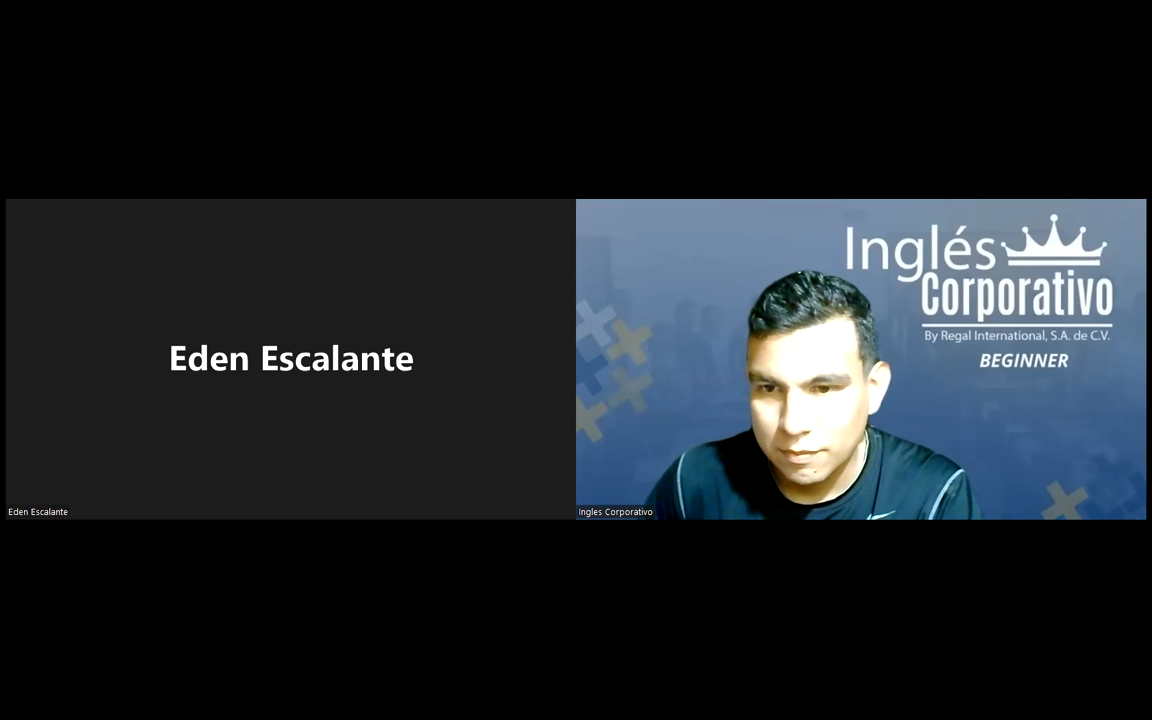 Eden Escalante
Eden Escalante
Inglés
Corporativo
By Regal International, S.A. de C.V.
BEGINNER
Ingles Corporativo